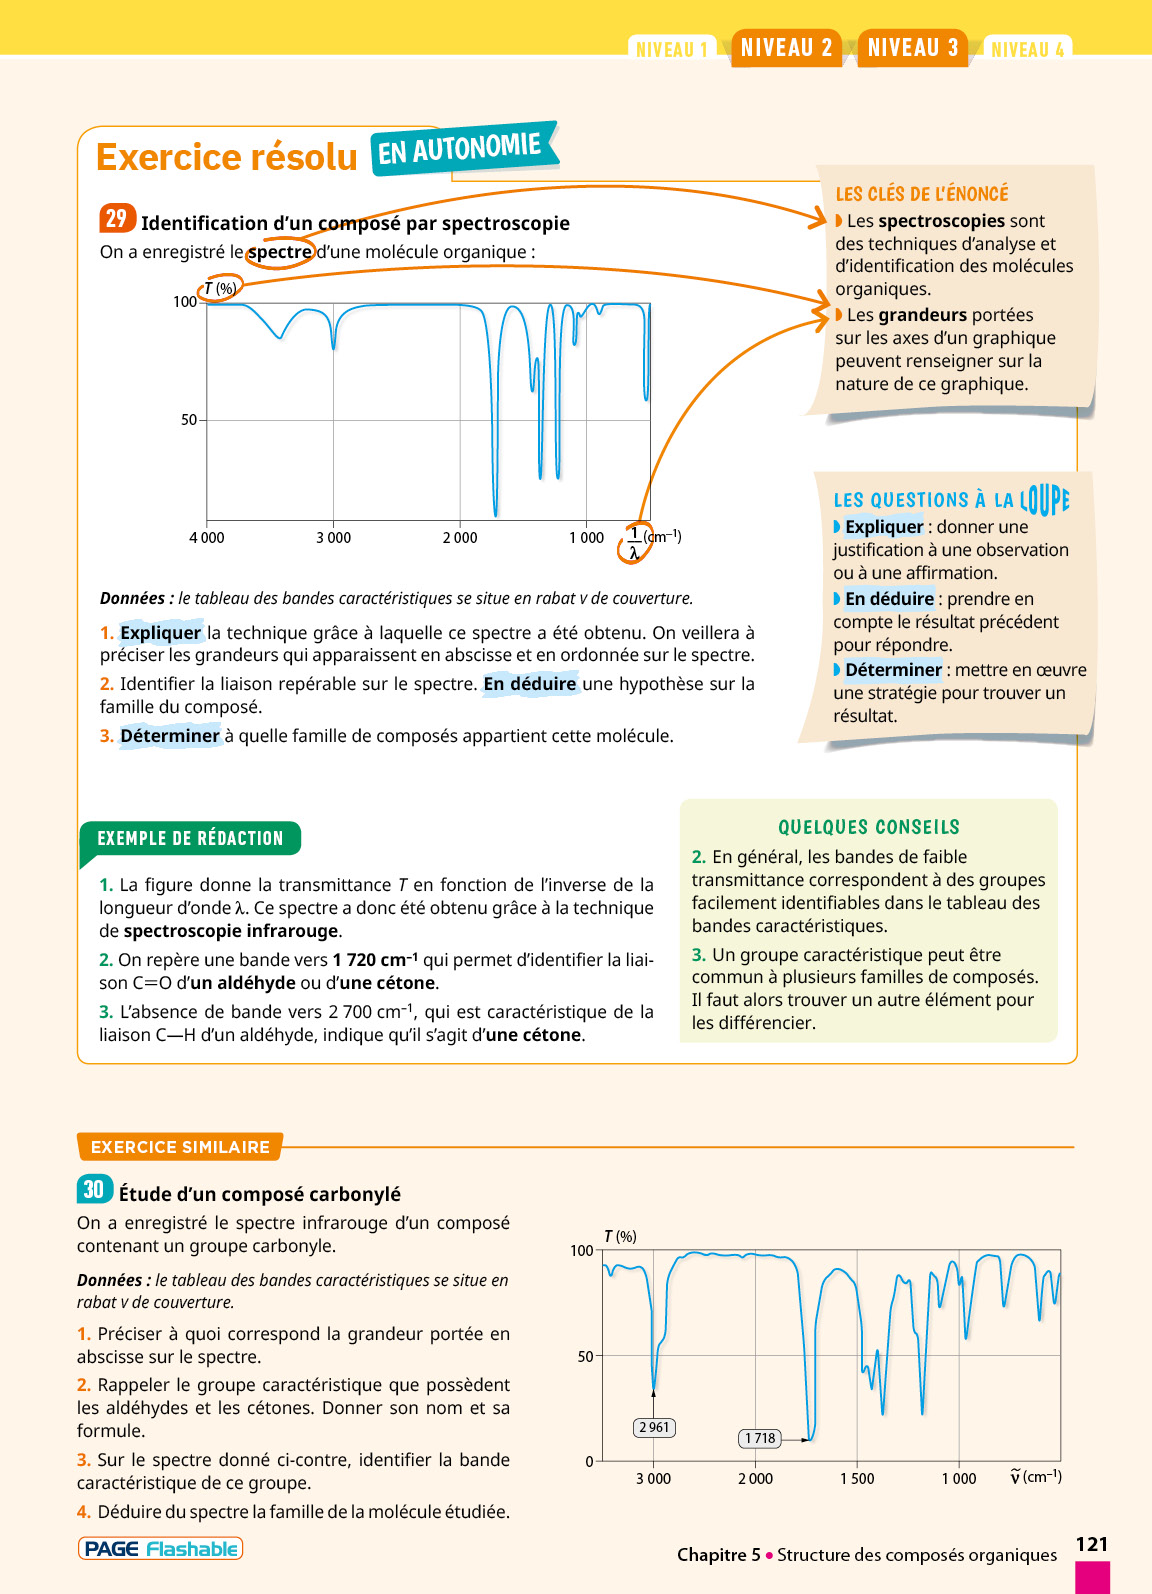 NIVEAU 1 NIVEAU 2 NIVEAU 3 NIVEAU 4
Exercice résolu EN AUTONOMIE
29 Identification d'un composé par spectroscopie
On a enregistré le spectre d'une molécule organique :
T (%)
100
50
4 000 3 000 2 000 1 000 1/λ (cm⁻¹)
Données : le tableau des bandes caractéristiques se situe en rabat v de couverture.
1. Expliquer la technique grâce à laquelle ce spectre a été obtenu. On veillera à
préciser les grandeurs qui apparaissent en abscisse et en ordonnée sur le spectre.
2. Identifier la liaison repérable sur le spectre. En déduire une hypothèse sur la
famille du composé.
3. Déterminer à quelle famille de composés appartient cette molécule.
LES CLÉS DE L'ÉNONCÉ
Les spectroscopies sont
des techniques d'analyse et
d'identification des molécules
organiques.
Les grandeurs portées
sur les axes d'un graphique
peuvent renseigner sur la
nature de ce graphique.
LES QUESTIONS À LA LOUPE
Expliquer : donner une
justification à une observation
ou à une affirmation.
En déduire : prendre en
compte le résultat précédent
pour répondre.
Déterminer : mettre en œuvre
une stratégie pour trouver un
résultat.
EXEMPLE DE RÉDACTION
1. La figure donne la transmittance T en fonction de l'inverse de la
longueur d'onde λ. Ce spectre a donc été obtenu grâce à la technique
de spectroscopie infrarouge.
2. On repère une bande vers 1 720 cm⁻¹ qui permet d'identifier la liai-
son C=O d'un aldéhyde ou d'une cétone.
3. L'absence de bande vers 2 700 cm⁻¹, qui est caractéristique de la
liaison C—H d'un aldéhyde, indique qu'il s'agit d'une cétone.
QUELQUES CONSEILS
2. En général, les bandes de faible
transmittance correspondent à des groupes
facilement identifiables dans le tableau des
bandes caractéristiques.
3. Un groupe caractéristique peut être
commun à plusieurs familles de composés.
Il faut alors trouver un autre élément pour
les différencier.
EXERCICE SIMILAIRE
30 Étude d'un composé carbonylé
On a enregistré le spectre infrarouge d'un composé
contenant un groupe carbonyle.
Données : le tableau des bandes caractéristiques se situe en
rabat v de couverture.
1. Préciser à quoi correspond la grandeur portée en
abscisse sur le spectre.
2. Rappeler le groupe caractéristique que possèdent
les aldéhydes et les cétones. Donner son nom et sa
formule.
3. Sur le spectre donné ci-contre, identifier la bande
caractéristique de ce groupe.
4. Déduire du spectre la famille de la molécule étudiée.
T (%)
100
50
0
2 961
1 718
3 000 2 000 1 500 1 000 ν̃ (cm⁻¹)
PAGE Flashable
Chapitre 5 • Structure des composés organiques 121